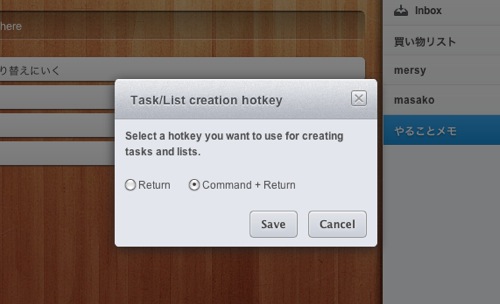 here
り替えにいく
Inbox
買い物リスト
mersy
masako
やることメモ
Task/List creation hotkey
Select a hotkey you want to use for creating
tasks and lists.
Return
Command + Return
Save
Cancel